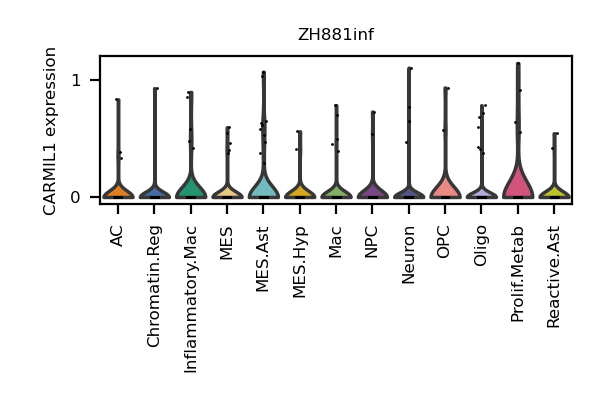 ZH881inf
CARMIL1 expression
1
0
AC
Chromatin.Reg
Inflammatory.Mac
MES
MES.Ast
MES.Hyp
Mac
NPC
Neuron
OPC
Oligo
Prolif.Metab
Reactive.Ast